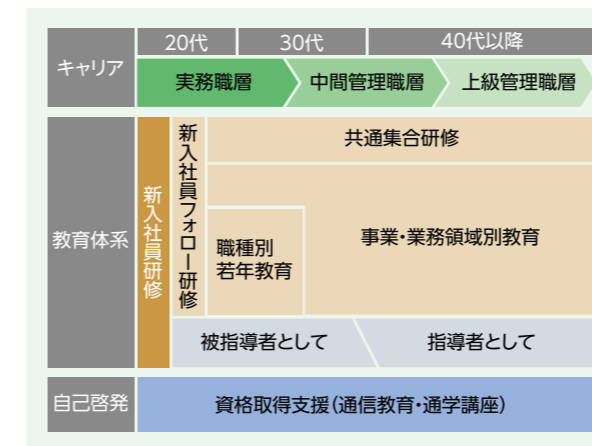 キャリア
20代
30代
40代以降
実務職層
中間管理職層
上級管理職層
教育体系
新入社員研修
新入社員フォロー研修
共通集合研修
職種別
若年教育
事業・業務領域別教育
被指導者として
指導者として
自己啓発
資格取得支援(通信教育・通学講座)